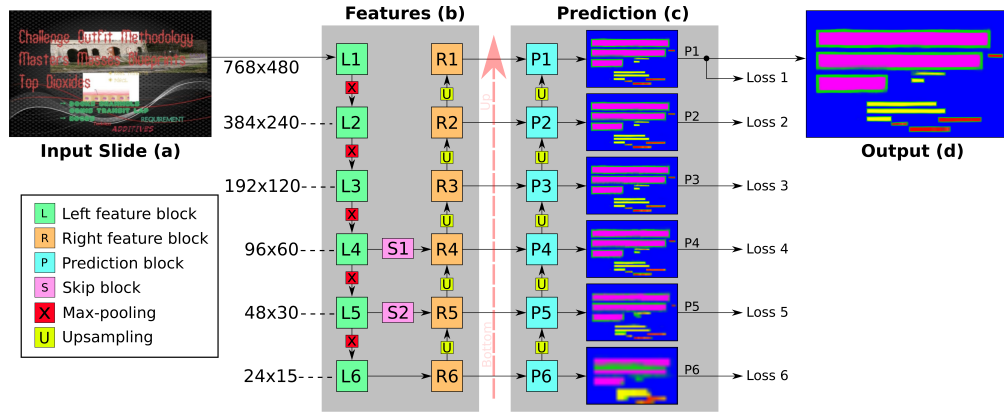 Features (b)
Prediction (c)
Challenge Outfit Methodology
Masters
Top Dioxides
REQUIREMENT
ADDITIVES
Input Slide (a)
768x480
384x240
192x120
96x60
48x30
24x15
L1
X
L2
X
L3
X
L4
X
L5
X
L6
S1
S2
R1
U
R2
U
R3
U
R4
U
R5
U
R6
Up
Bottom
P1
U
P2
U
P3
U
P4
U
P5
U
P6
P1
Loss 1
P2
Loss 2
P3
Loss 3
P4
Loss 4
P5
Loss 5
P6
Loss 6
Output (d)
L Left feature block
R Right feature block
P Prediction block
S Skip block
X Max-pooling
U Upsampling